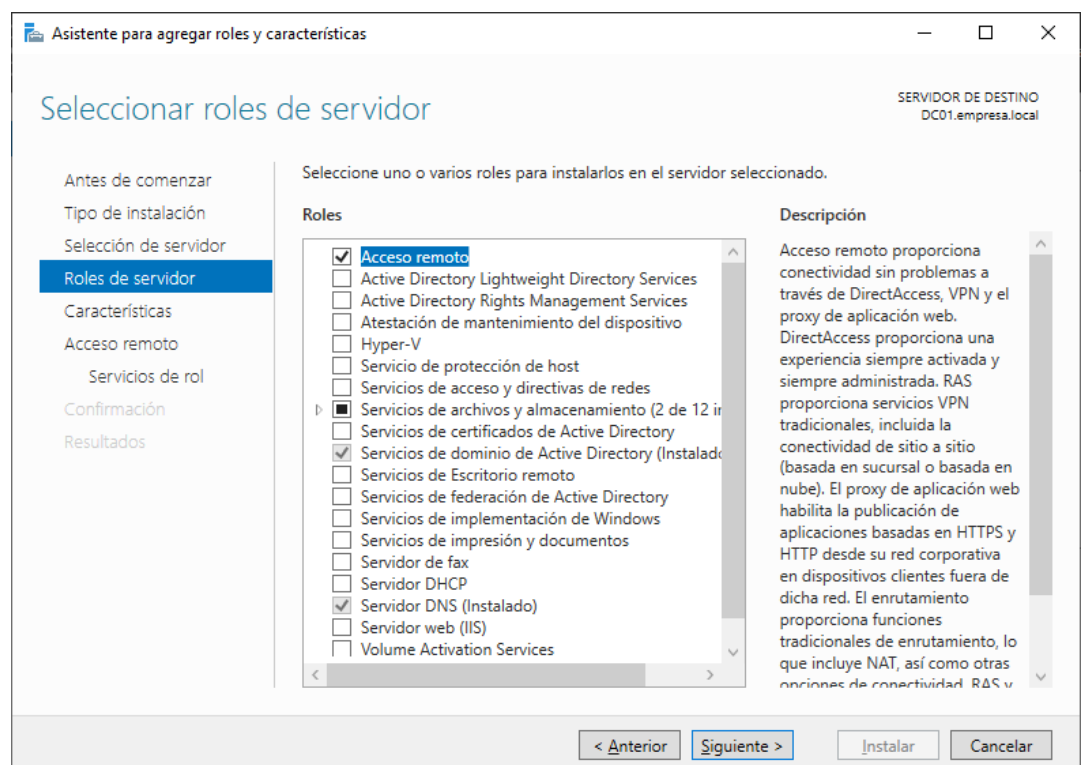 Asistente para agregar roles y características
Seleccionar roles de servidor
SERVIDOR DE DESTINO
DC01.empresa.local
Antes de comenzar
Tipo de instalación
Selección de servidor
Roles de servidor
Características
Acceso remoto
Servicios de rol
Confirmación
Resultados
Seleccione uno o varios roles para instalarlos en el servidor seleccionado.
Roles
Acceso remoto
Active Directory Lightweight Directory Services
Active Directory Rights Management Services
Atestación de mantenimiento del dispositivo
Hyper-V
Servicio de protección de host
Servicios de acceso y directivas de redes
Servicios de archivos y almacenamiento (2 de 12 in
Servicios de certificados de Active Directory
Servicios de dominio de Active Directory (Instalado
Servicios de Escritorio remoto
Servicios de federación de Active Directory
Servicios de implementación de Windows
Servicios de impresión y documentos
Servidor de fax
Servidor DHCP
Servidor DNS (Instalado)
Servidor web (IIS)
Volume Activation Services
Descripción
Acceso remoto proporciona
conectividad sin problemas a
través de DirectAccess, VPN y el
proxy de aplicación web.
DirectAccess proporciona una
experiencia siempre activada y
siempre administrada. RAS
proporciona servicios VPN
tradicionales, incluida la
conectividad de sitio a sitio
(basada en sucursal o basada en
nube). El proxy de aplicación web
habilita la publicación de
aplicaciones basadas en HTTPS y
HTTP desde su red corporativa
en dispositivos clientes fuera de
dicha red. El enrutamiento
proporciona funciones
tradicionales de enrutamiento, lo
que incluye NAT, así como otras
opciones de conectividad. RAS y
< Anterior
Siguiente >
Instalar
Cancelar